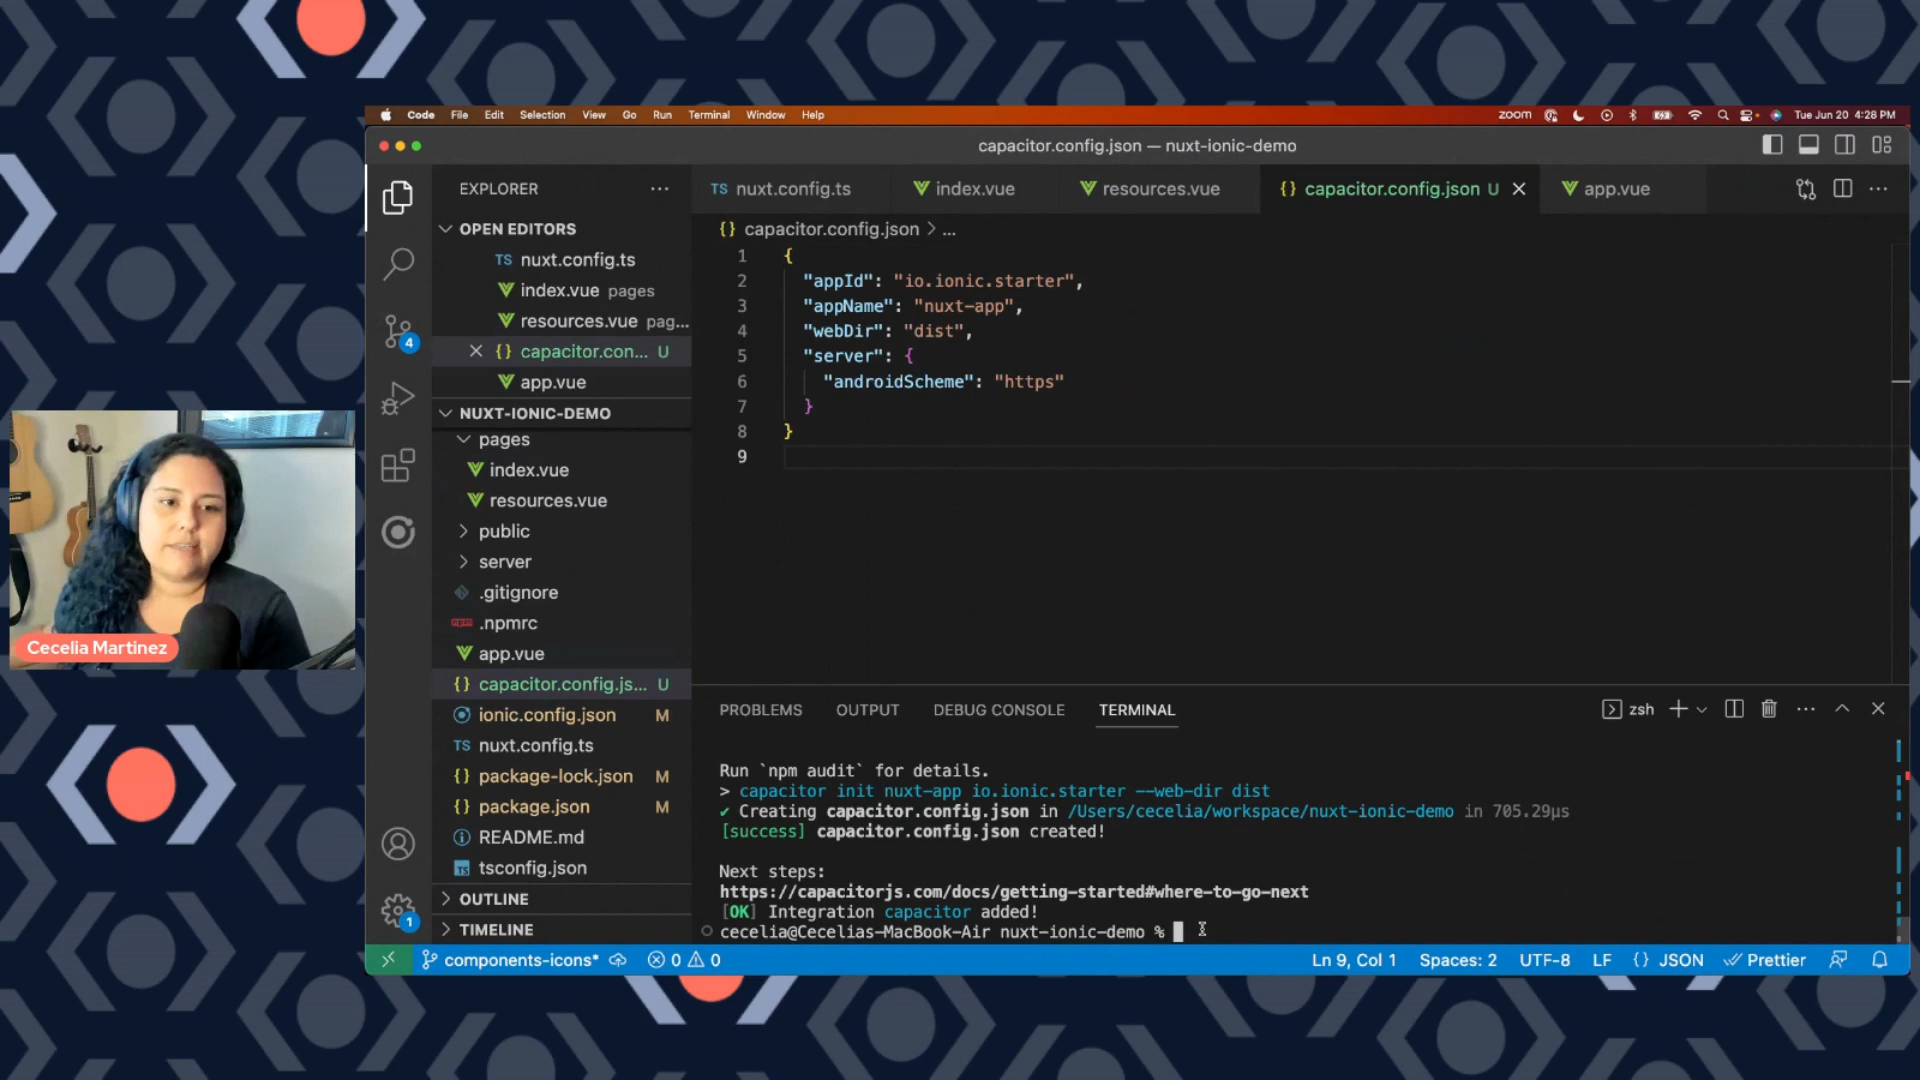 Code File Edit Selection View Go Run Terminal Window Help
zoom Tue Jun 20 4:28 PM
capacitor.config.json — nuxt-ionic-demo
EXPLORER
TS nuxt.config.ts
index.vue
resources.vue
{} capacitor.config.json U
app.vue
OPEN EDITORS
TS nuxt.config.ts
index.vue pages
resources.vue pag...
{} capacitor.con... U
app.vue
NUXT-IONIC-DEMO
pages
index.vue
resources.vue
public
server
.gitignore
.npmrc
app.vue
{} capacitor.config.js... U
ionic.config.json M
TS nuxt.config.ts
{} package-lock.json M
{} package.json M
README.md
tsconfig.json
OUTLINE
TIMELINE
4
1
{} capacitor.config.json > ...
1 {
2 "appId": "io.ionic.starter",
3 "appName": "nuxt-app",
4 "webDir": "dist",
5 "server": {
6 "androidScheme": "https"
7 }
8 }
9
PROBLEMS OUTPUT DEBUG CONSOLE TERMINAL
zsh
Run `npm audit` for details.
> capacitor init nuxt-app io.ionic.starter --web-dir dist
✔ Creating capacitor.config.json in /Users/cecelia/workspace/nuxt-ionic-demo in 705.29μs
[success] capacitor.config.json created!
Next steps:
https://capacitorjs.com/docs/getting-started#where-to-go-next
[OK] Integration capacitor added!
cecelia@Cecelias-MacBook-Air nuxt-ionic-demo %
components-icons* 0 0
Ln 9, Col 1 Spaces: 2 UTF-8 LF {} JSON Prettier
Cecelia Martinez